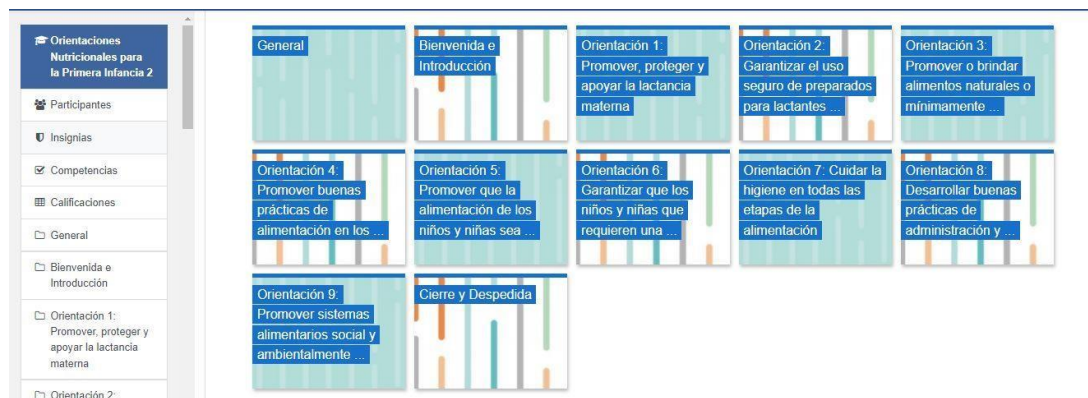 Orientaciones
Nutricionales para
la Primera Infancia 2
Participantes
Insignias
Competencias
Calificaciones
General
Bienvenida e
Introducción
Orientación 1:
Promover, proteger y
apoyar la lactancia
materna
Orientación 2:
General
Bienvenida e
Introducción
Orientación 1:
Promover, proteger y
apoyar la lactancia
materna
Orientación 2:
Garantizar el uso
seguro de preparados
para lactantes ...
Orientación 3:
Promover o brindar
alimentos naturales o
mínimamente ...
Orientación 4:
Promover buenas
prácticas de
alimentación en los ...
Orientación 5:
Promover que la
alimentación de los
niños y niñas sea ...
Orientación 6:
Garantizar que los
niños y niñas que
requieren una ...
Orientación 7: Cuidar la
higiene en todas las
etapas de la
alimentación
Orientación 8:
Desarrollar buenas
prácticas de
administración y ...
Orientación 9:
Promover sistemas
alimentarios social y
ambientalmente ...
Cierre y Despedida